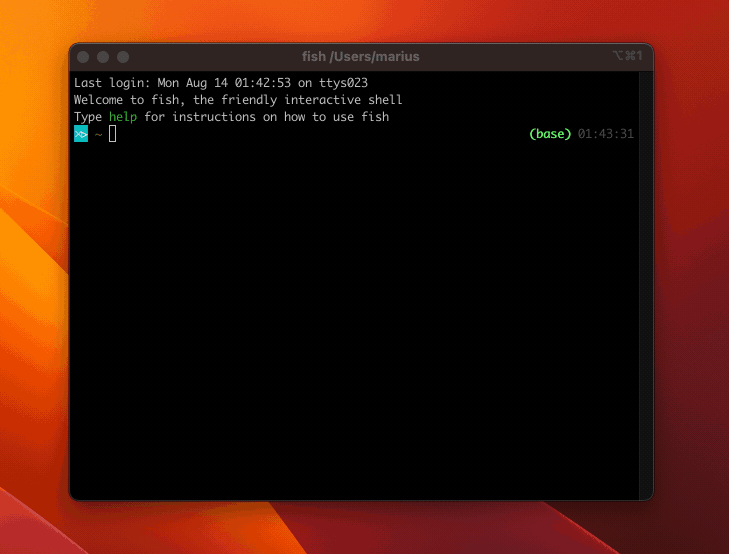 fish /Users/marius ⌥⌘1
Last login: Mon Aug 14 01:42:53 on ttys023
Welcome to fish, the friendly interactive shell
Type help for instructions on how to use fish
~ (base) 01:43:31